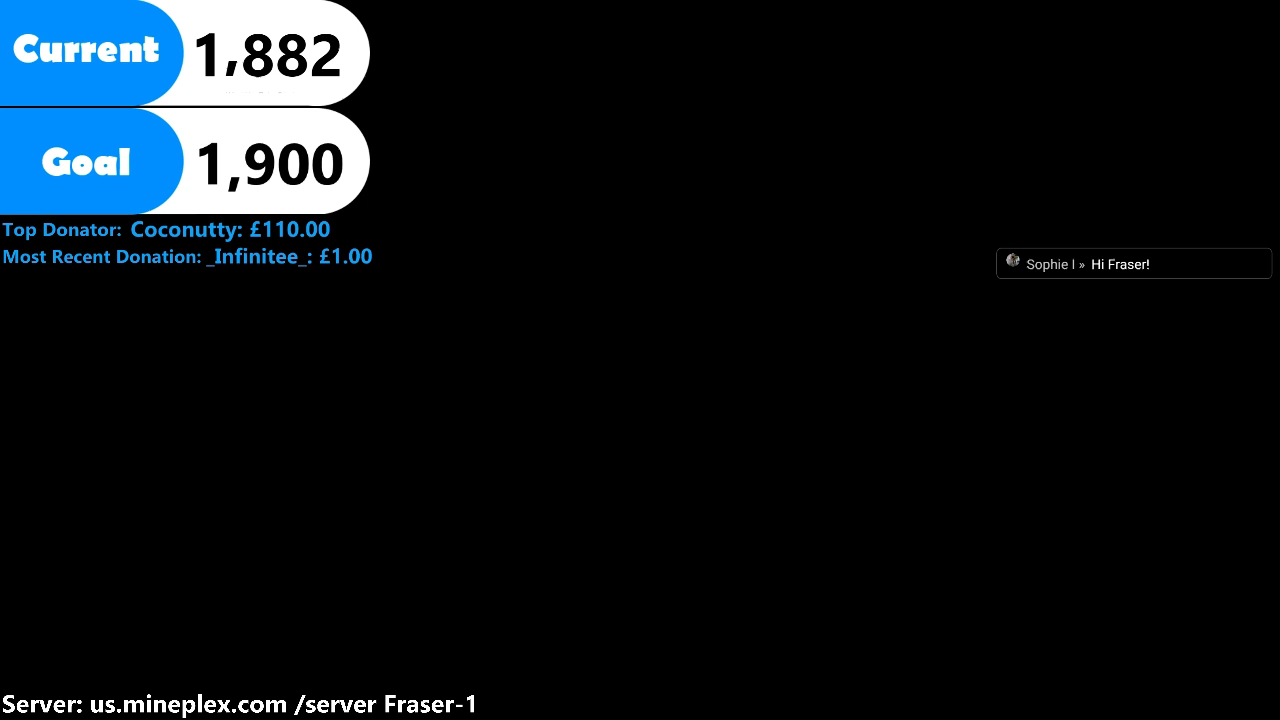 Current 1,882
Goal 1,900
Top Donator: Coconutty: £110.00
Most Recent Donation: _Infinitee_: £1.00
Sophie I » Hi Fraser!
Server: us.mineplex.com /server Fraser-1